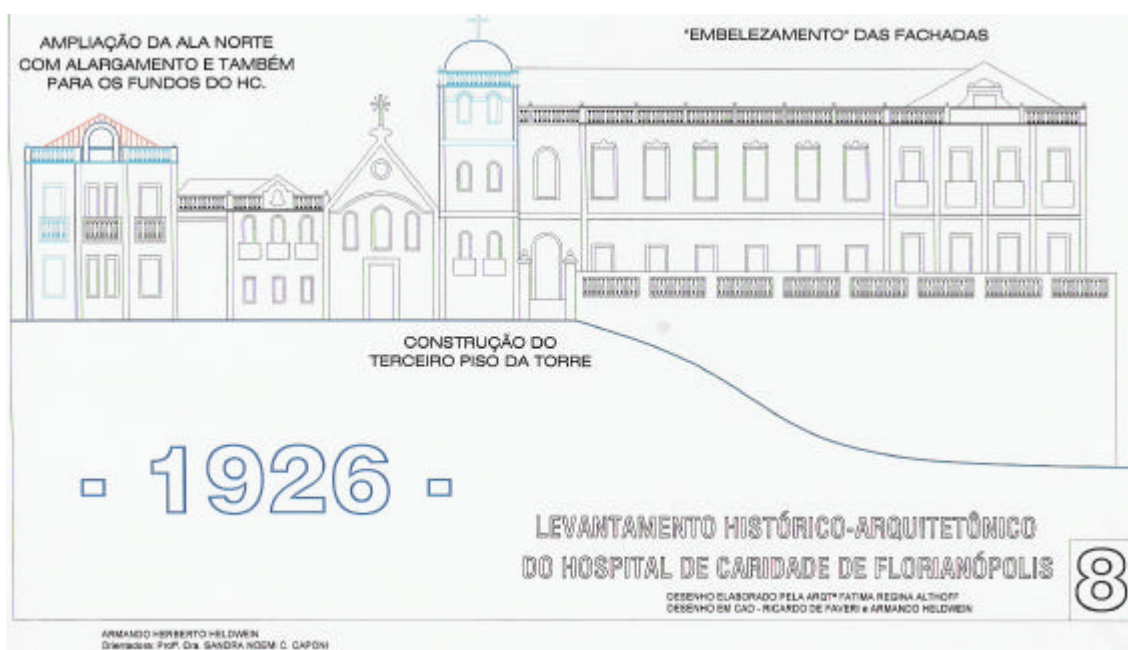 AMPLIAÇÃO DA ALA NORTE
COM ALARGAMENTO E TAMBÉM
PARA OS FUNDOS DO HC.
"EMBELEZAMENTO" DAS FACHADAS
CONSTRUÇÃO DO
TERCEIRO PISO DA TORRE
- 1926 -
LEVANTAMENTO HISTÓRICO-ARQUITETÔNICO
DO HOSPITAL DE CARIDADE DE FLORIANÓPOLIS
8
DESENHO ELABORADO PELA ARQTª FATIMA REGINA ALTHOFF
DESENHO EM CAD - RICARDO DE PAVERI e ARMANDO HELDWEIN
ARMANDO HERBERTO HELDWEIN
Orientadora: Profª. Dra. SANDRA NOEMI C. CAPONI